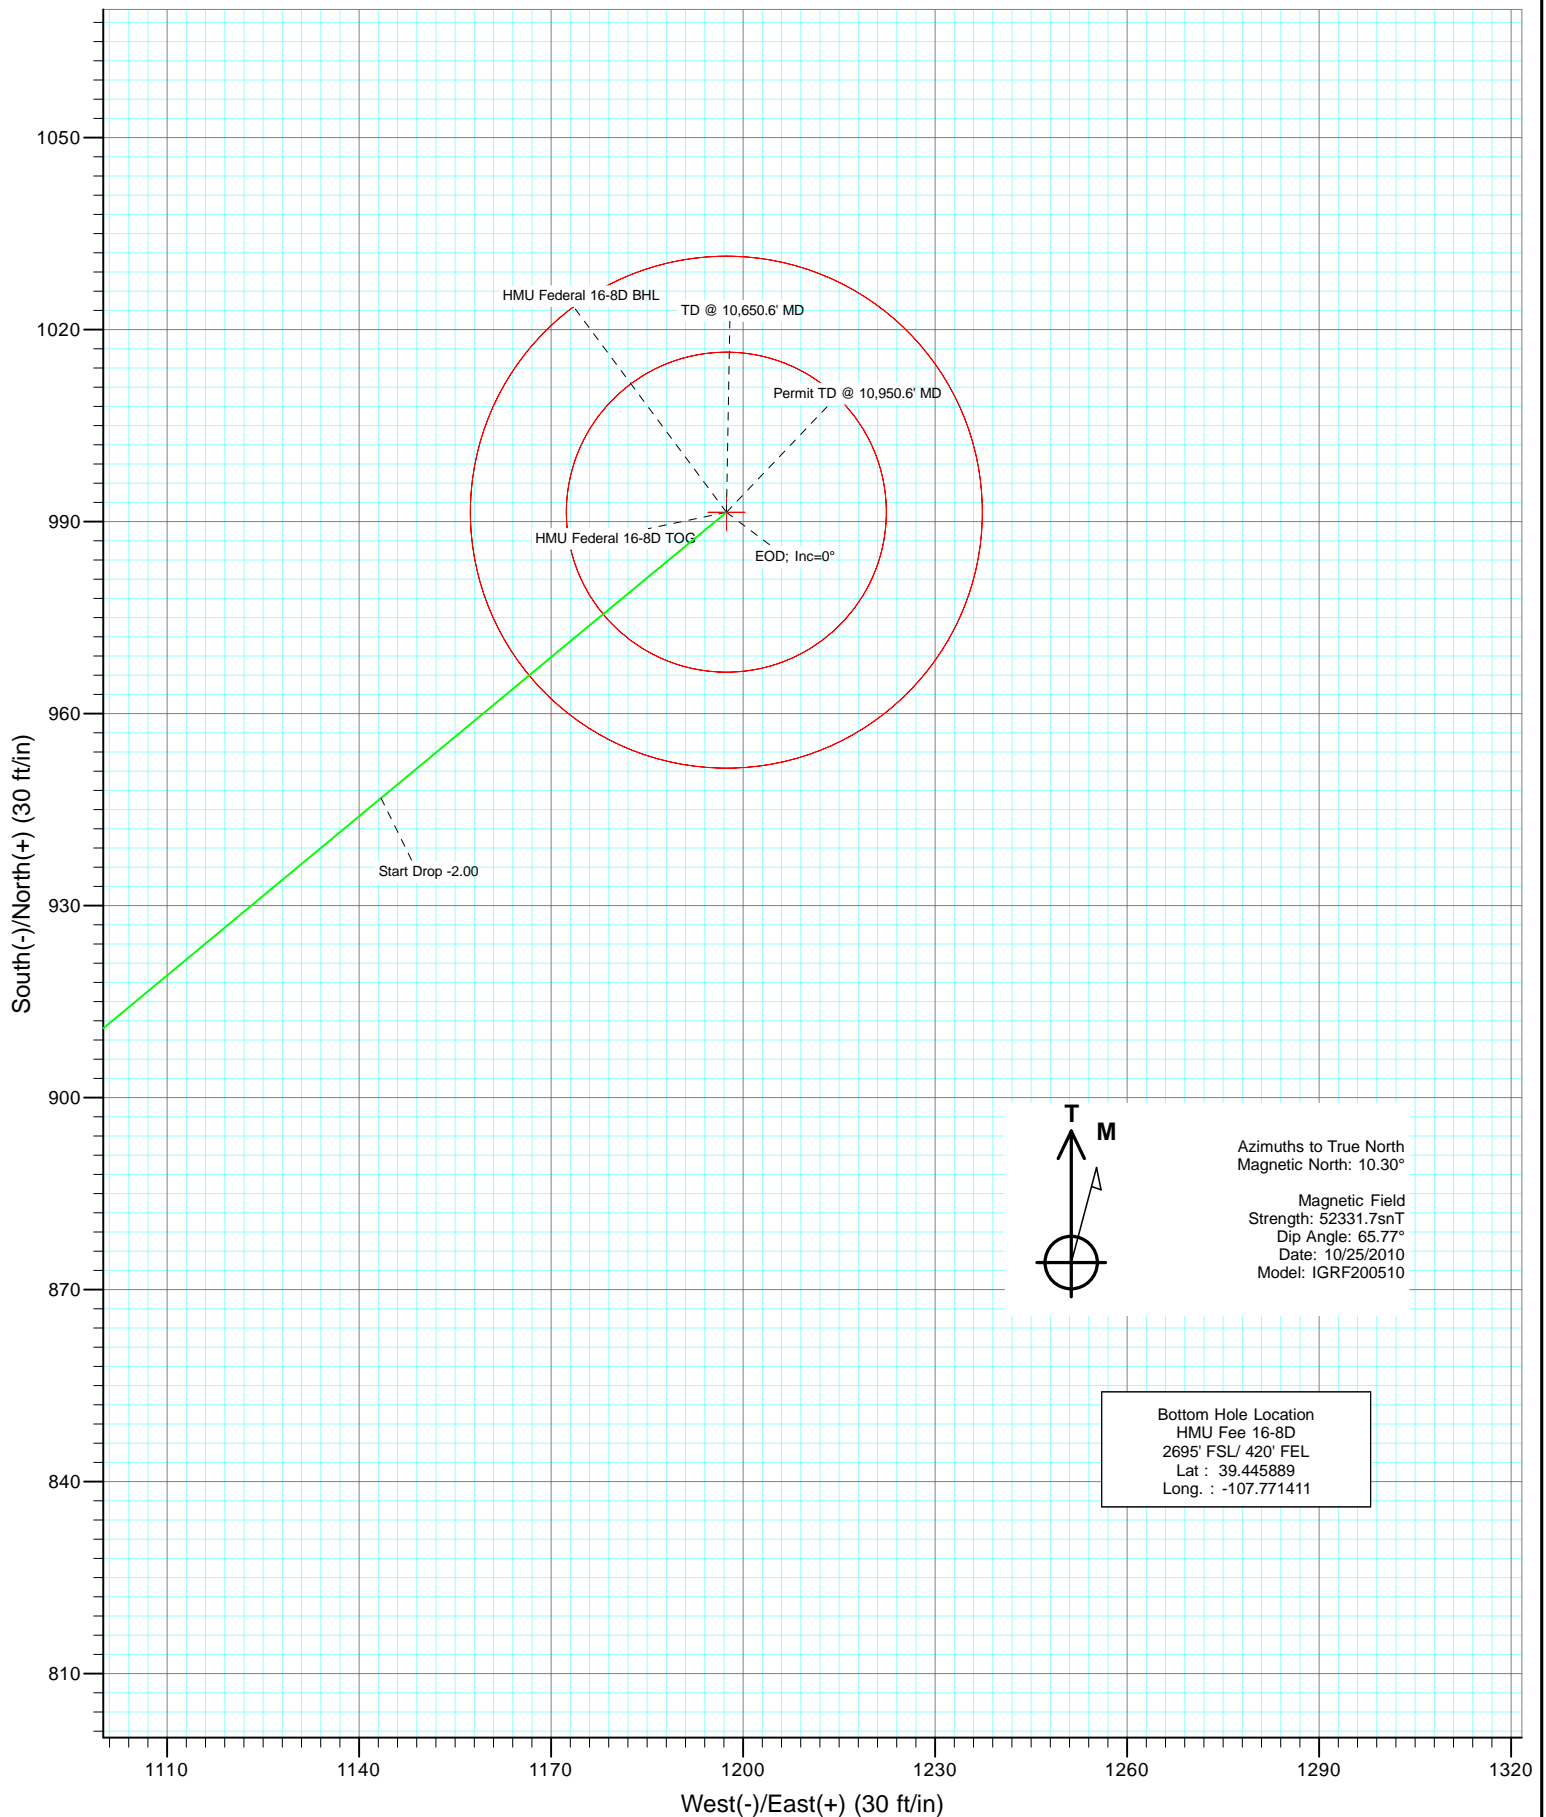 1050
1020
990
960
930
900
870
840
810
South(-)/North(+) (30 ft/in)
HMU Federal 16-8D BHL
TD @ 10,650.6' MD
Permit TD @ 10,950.6' MD
HMU Federal 16-8D TOG
EOD; Inc=0°
Start Drop -2.00
T
M
Azimuths to True North
Magnetic North: 10.30°
Magnetic Field
Strength: 52331.7snT
Dip Angle: 65.77°
Date: 10/25/2010
Model: IGRF200510
Bottom Hole Location
HMU Fee 16-8D
2695' FSL/ 420' FEL
Lat : 39.445889
Long. : -107.771411
1110
1140
1170
1200
1230
1260
1290
1320
West(-)/East(+) (30 ft/in)